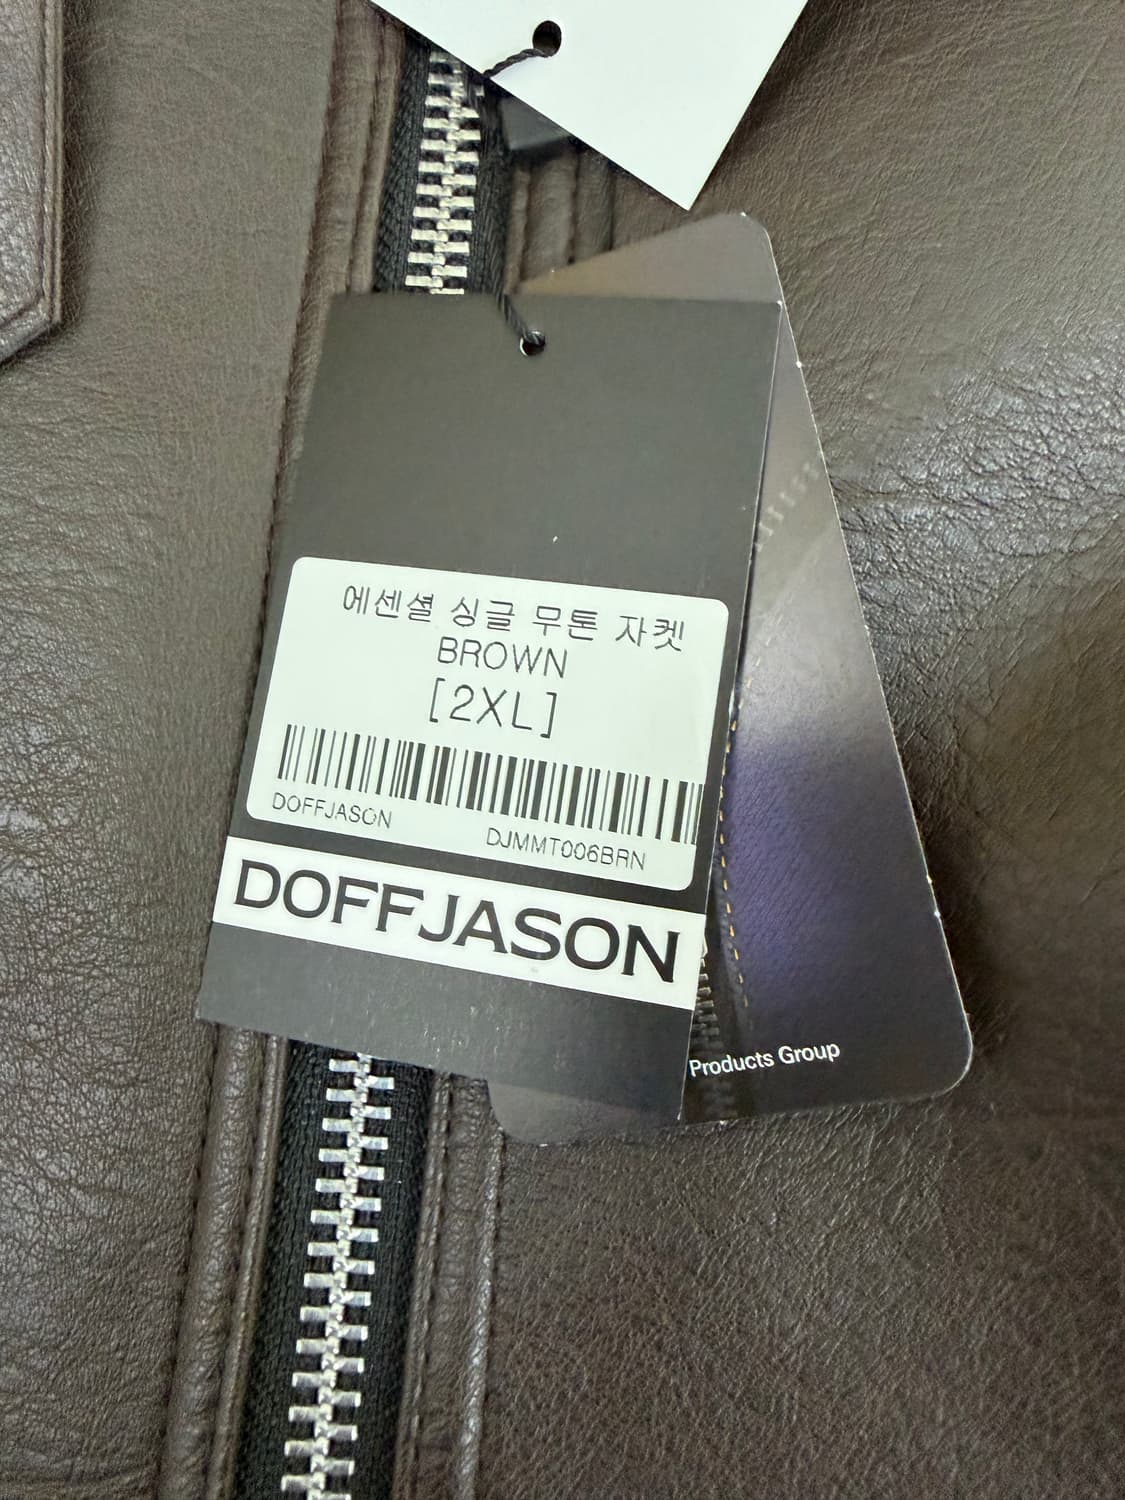 에센셜 싱글 무톤 자켓
BROWN
[2XL]
DOFFJASON DJMMT006BRN
DOFFJASON
Products Group